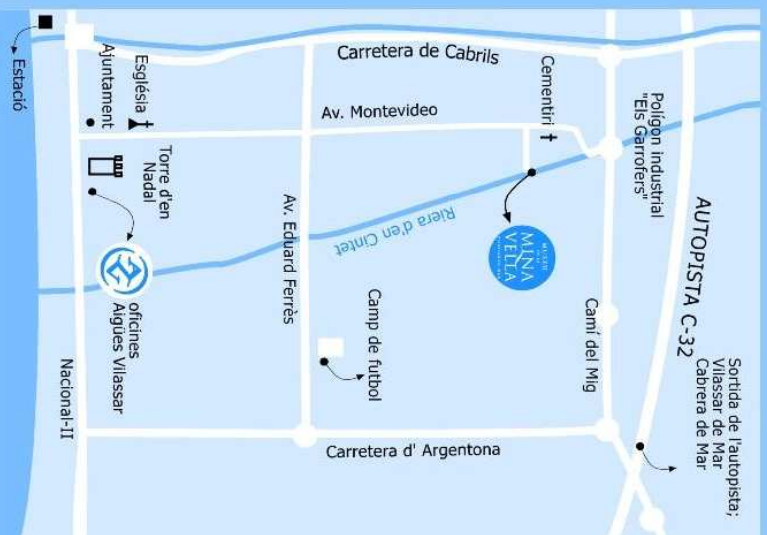 Carretera de Cabrils
Av. Montevideo
Cementiri
Polígon industrial
"Els Garrofers"
Estació
Ajuntament
Església
Torre d'en
Nadal
AUTOPISTA C-32
Riera d'en Cintet
Av. Eduard Ferrès
MUSEU
MINA
VELLA
oficines
Aigües Vilassar
Camp de futbol
Camí del Mig
Nacional-II
Sortida de l'autopista;
Vilassar de Mar
Cabrera de Mar
Carretera d' Argentona